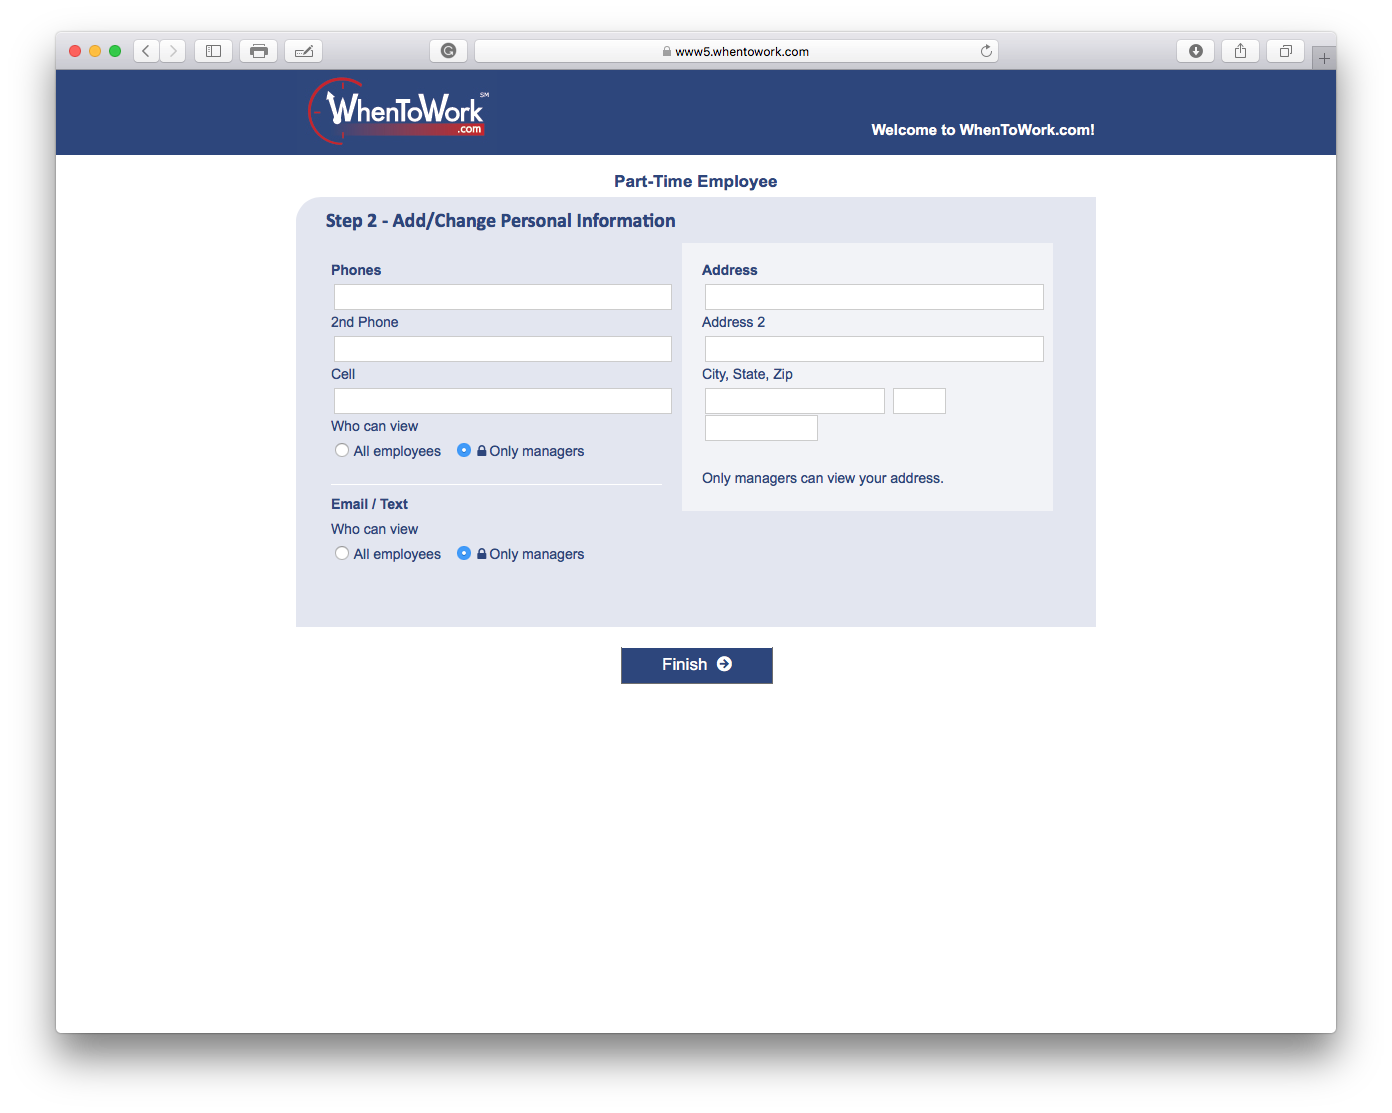 www5.whentowork.com
WhenToWork SM
.com
Welcome to WhenToWork.com!
Part-Time Employee
Step 2 - Add/Change Personal Information
Phones
2nd Phone
Cell
Who can view
All employees Only managers
Email / Text
Who can view
All employees Only managers
Address
Address 2
City, State, Zip
Only managers can view your address.
Finish